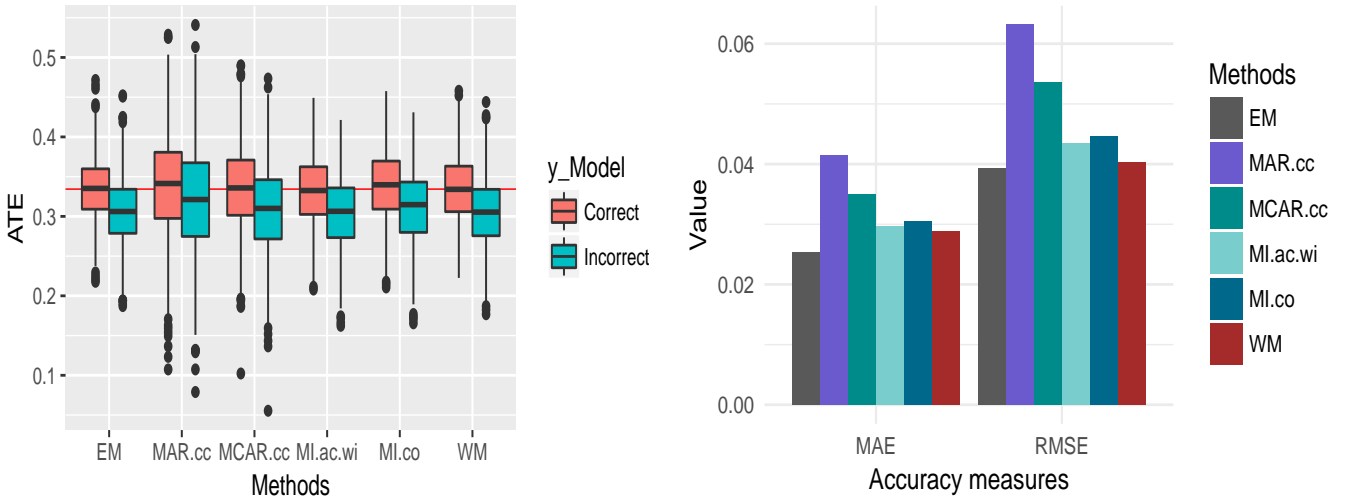 0.5
0.4
0.3
0.2
0.1
ATE
EM MAR.cc MCAR.cc MI.ac.wi MI.co WM
Methods
y_Model
Correct
Incorrect
0.06
0.04
0.02
0.00
Value
MAE RMSE
Accuracy measures
Methods
EM
MAR.cc
MCAR.cc
MI.ac.wi
MI.co
WM